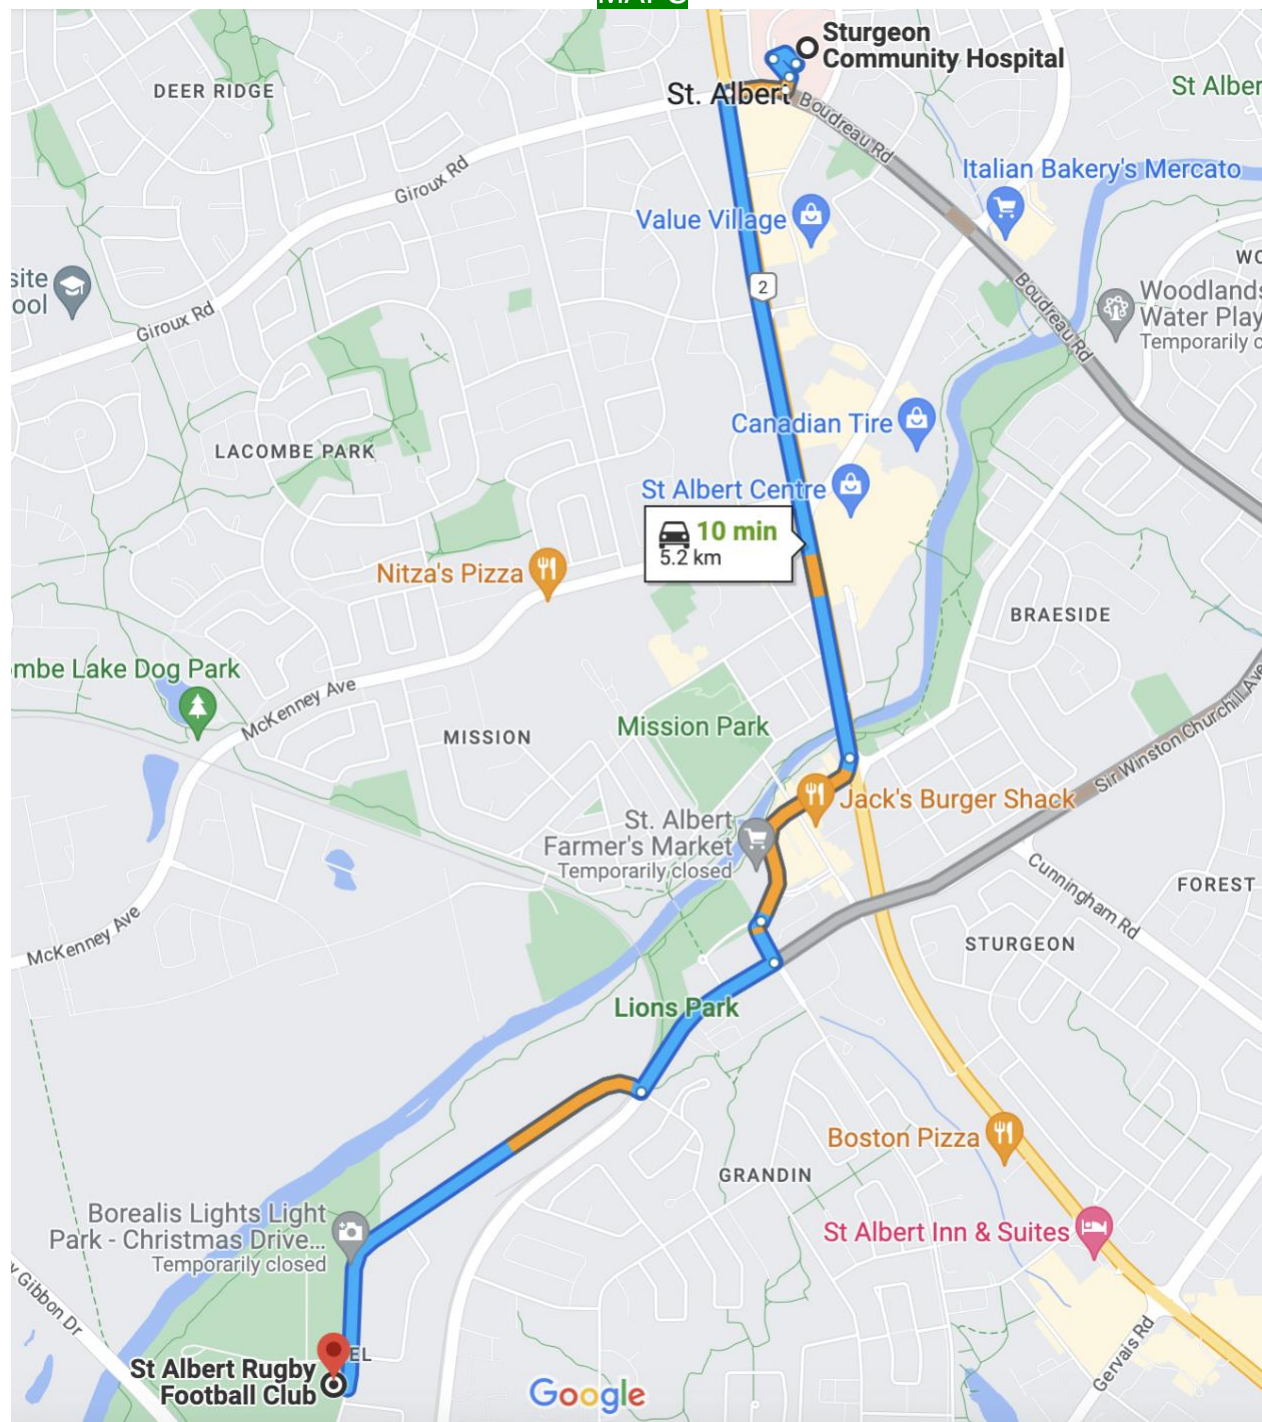 MAPS
Sturgeon
Community Hospital
DEER RIDGE
St. Albert
St Alber
Boudreau Rd
Giroux Rd
Italian Bakery's Mercato
Value Village
WO
site
ool
2
Boudreau Rd
Woodlands
Water Play
Temporarily c
Giroux Rd
Canadian Tire
LACOMBE PARK
St Albert Centre
10 min
5.2 km
Nitza's Pizza
BRAESIDE
mbe Lake Dog Park
McKenney Ave
Mission Park
MISSION
Sir Winston Churchill Ave
Jack's Burger Shack
St. Albert
Farmer's Market
Temporarily closed
Cunningham Rd
FOREST
McKenney Ave
STURGEON
Lions Park
Boston Pizza
GRANDIN
Borealis Lights Light
Park - Christmas Drive...
Temporarily closed
St Albert Inn & Suites
y Gibbon Dr
Gervais Rd
EL
St Albert Rugby
Football Club
Google